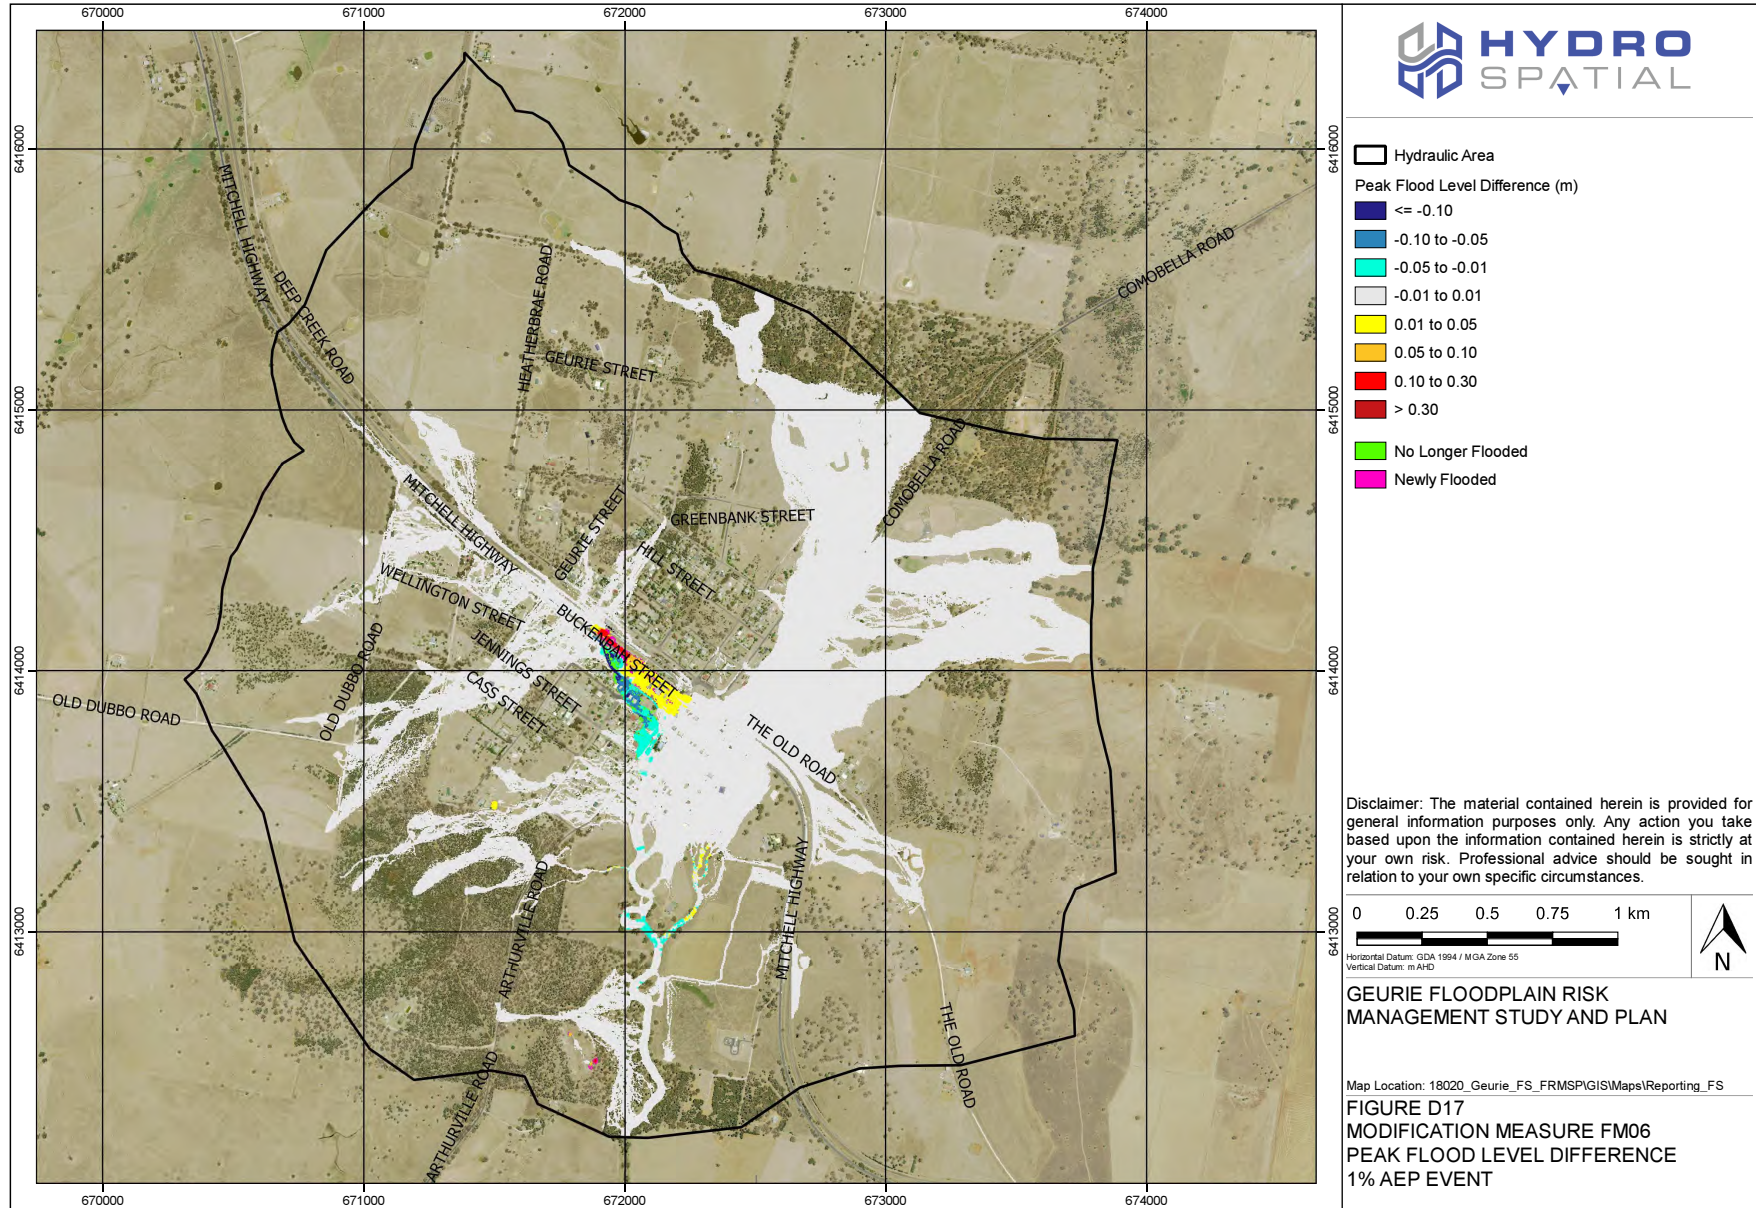 670000
671000
672000
673000
674000
6416000
6416000
6415000
6415000
6414000
6414000
6413000
6413000
MITCHELL HIGHWAY
DEEP CREEK ROAD
HEATHERBRAE ROAD
GEURIE STREET
COMOBELLA ROAD
COMOBELLA ROAD
MITCHELL HIGHWAY
GEURIE STREET
GREENBANK STREET
HILL STREET
WELLINGTON STREET
BUCKENBAH STREET
JENNINGS STREET
CASS STREET
OLD DUBBO ROAD
OLD DUBBO ROAD
THE OLD ROAD
MITCHELL HIGHWAY
ARTHURVILLE ROAD
ARTHURVILLE ROAD
THE OLD ROAD
670000
671000
672000
673000
674000
HYDRO
SPATIAL
Hydraulic Area
Peak Flood Level Difference (m)
<= -0.10
-0.10 to -0.05
-0.05 to -0.01
-0.01 to 0.01
0.01 to 0.05
0.05 to 0.10
0.10 to 0.30
> 0.30
No Longer Flooded
Newly Flooded
Disclaimer: The material contained herein is provided for
general information purposes only. Any action you take
based upon the information contained herein is strictly at
your own risk. Professional advice should be sought in
relation to your own specific circumstances.
0 0.25 0.5 0.75 1 km
Horizontal Datum: GDA 1994 / MGA Zone 55
Vertical Datum: m AHD
N
GEURIE FLOODPLAIN RISK
MANAGEMENT STUDY AND PLAN
Map Location: 18020_Geurie_FS_FRMSP\GIS\Maps\Reporting_FS
FIGURE D17
MODIFICATION MEASURE FM06
PEAK FLOOD LEVEL DIFFERENCE
1% AEP EVENT